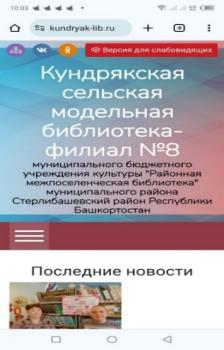 10:03
kundryak-lib.ru
Версия для слабовидящих
Кундрякская
сельская
модельная
библиотека-
филиал №8
муниципального бюджетного
учреждения культуры "Районная
межпоселенческая библиотека"
муниципального района
Стерлибашевский район Республики
Башкортостан
Последние новости